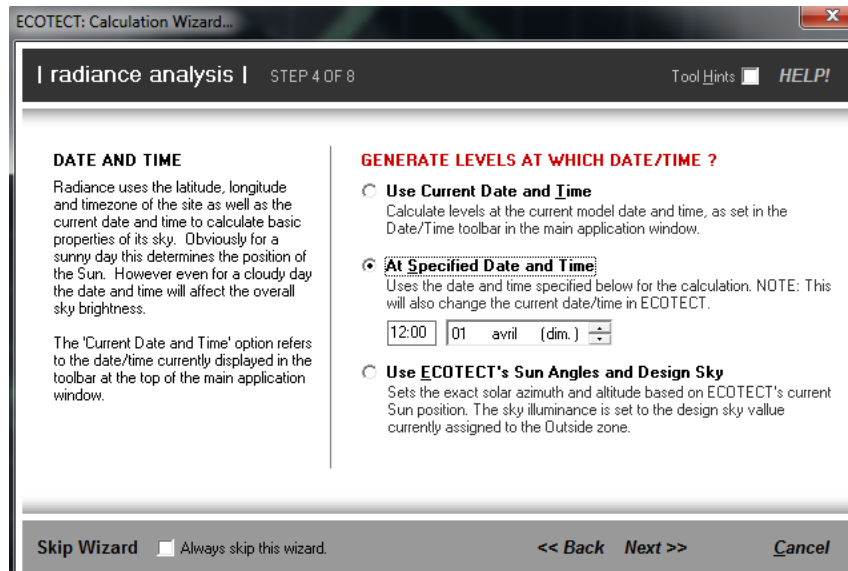 ECOTECT: Calculation Wizard...
| radiance analysis | STEP 4 OF 8 Tool Hints HELP!
DATE AND TIME
Radiance uses the latitude, longitude
and timezone of the site as well as the
current date and time to calculate basic
properties of its sky. Obviously for a
sunny day this determines the position of
the Sun. However even for a cloudy day
the date and time will affect the overall
sky brightness.
The 'Current Date and Time' option refers
to the date/time currently displayed in the
toolbar at the top of the main application
window.
GENERATE LEVELS AT WHICH DATE/TIME ?
Use Current Date and Time
Calculate levels at the current model date and time, as set in the
Date/Time toolbar in the main application window.
At Specified Date and Time
Uses the date and time specified below for the calculation. NOTE: This
will also change the current date/time in ECOTECT.
12:00 01 avril (dim.)
Use ECOTECT's Sun Angles and Design Sky
Sets the exact solar azimuth and altitude based on ECOTECT's current
Sun position. The sky illuminance is set to the design sky vallue
currently assigned to the Outside zone.
Skip Wizard Always skip this wizard. << Back Next >> Cancel